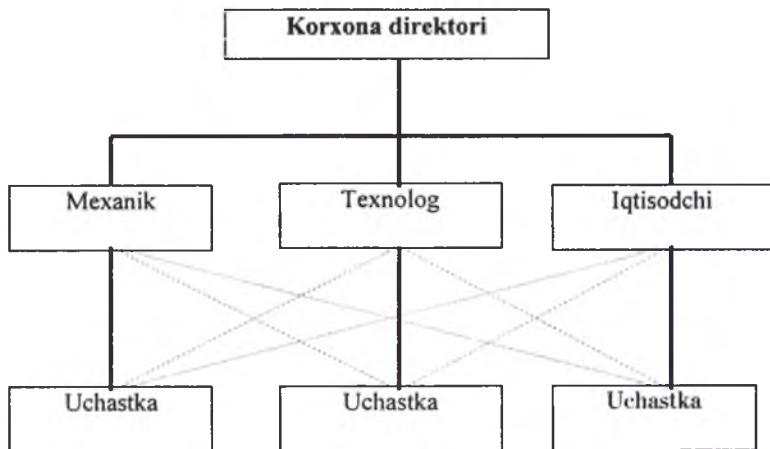 Korxona direktori
Mexanik
Texnolog
Iqtisodchi
Uchastka
Uchastka
Uchastka